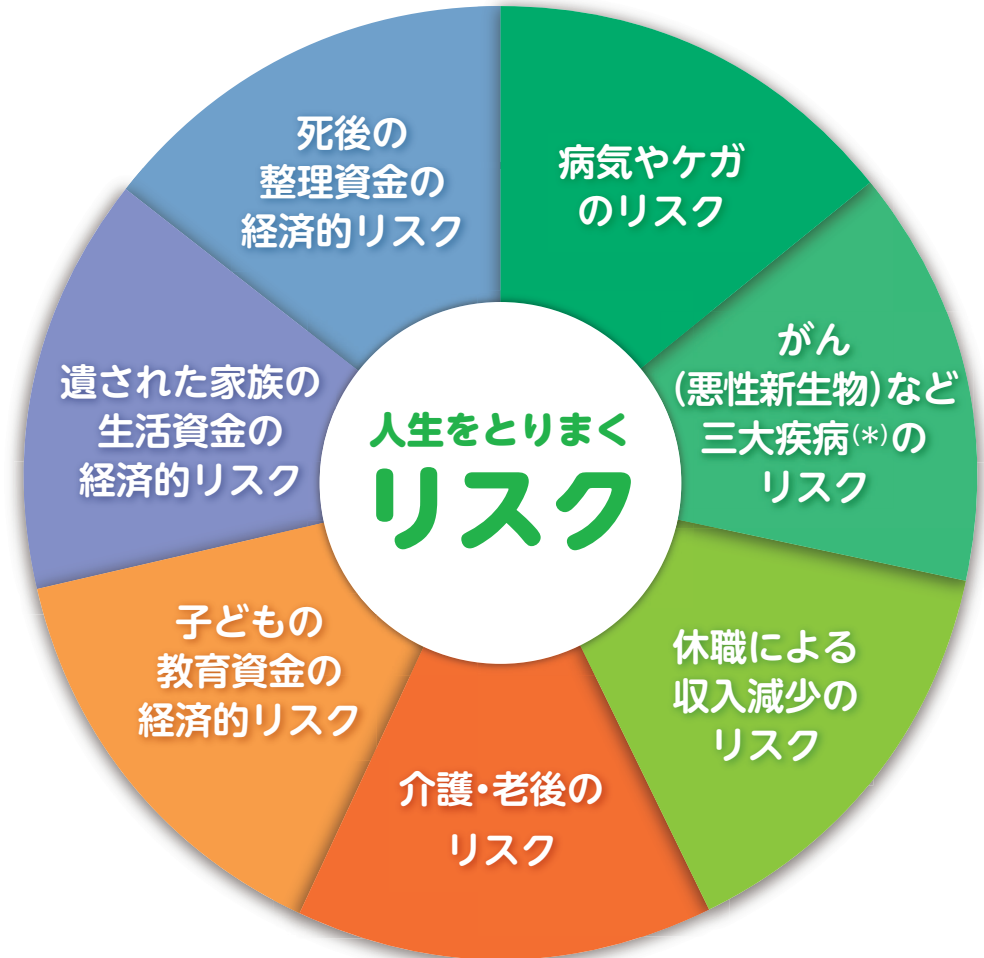 人生をとりまく
リスク
病気やケガ
のリスク
がん
(悪性新生物)など
三大疾病(*)の
リスク
休職による
収入減少の
リスク
介護・老後の
リスク
子どもの
教育資金の
経済的リスク
遺された家族の
生活資金の
経済的リスク
死後の
整理資金の
経済的リスク